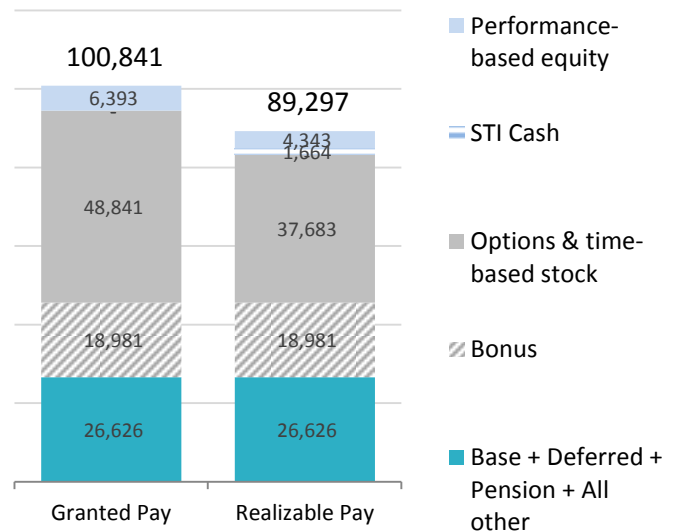 100,841
6,393
-
48,841
18,981
26,626
Granted Pay
89,297
4,343
1,664
37,683
18,981
26,626
Realizable Pay
Performance-
based equity
STI Cash
Options & time-
based stock
Bonus
Base + Deferred +
Pension + All
other